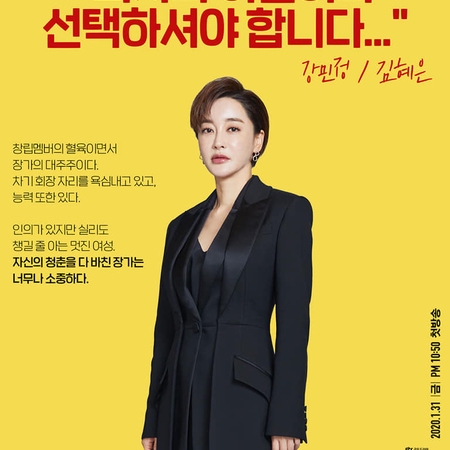 선택하셔야 합니다..."
강민정 / 김혜은
창립멤버의 혈육이면서
장가의 대주주이다.
차기 회장 자리를 욕심내고 있고,
능력 또한 있다.
인의가 있지만 실리도
챙길 줄 아는 멋진 여성.
자신의 청춘을 다 바친 장가는
너무나 소중하다.
2020.1.31 |금| PM 10:50 첫방송